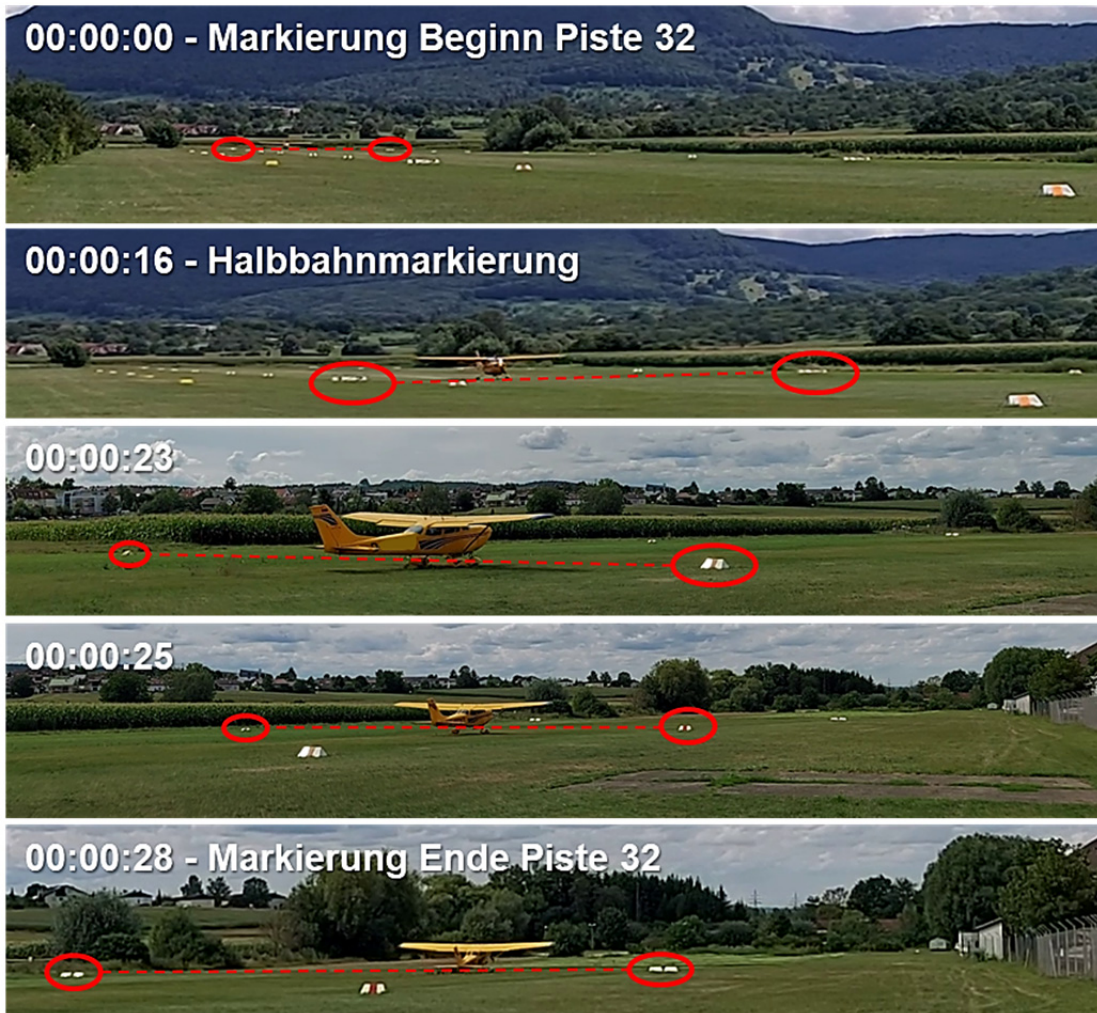 00:00:00 - Markierung Beginn Piste 32
00:00:16 - Halbbahnmarkierung
00:00:23
00:00:25
00:00:28 - Markierung Ende Piste 32